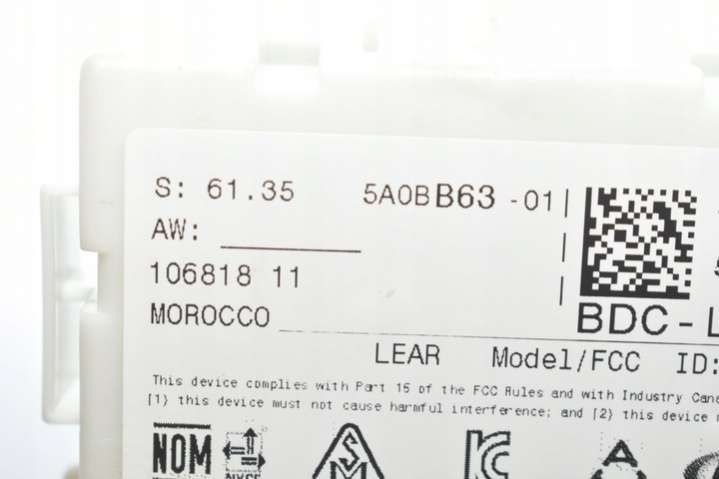 S: 61.35 5A0BB63 -01
AW: 
106818 11
MOROCCO
BDC-L
LEAR Model/FCC ID:
This device complies with Part 15 of the FCC Rules and with Industry Cana
[1) this device must not cause harmful interference; and [2) this device
NOM NYCE